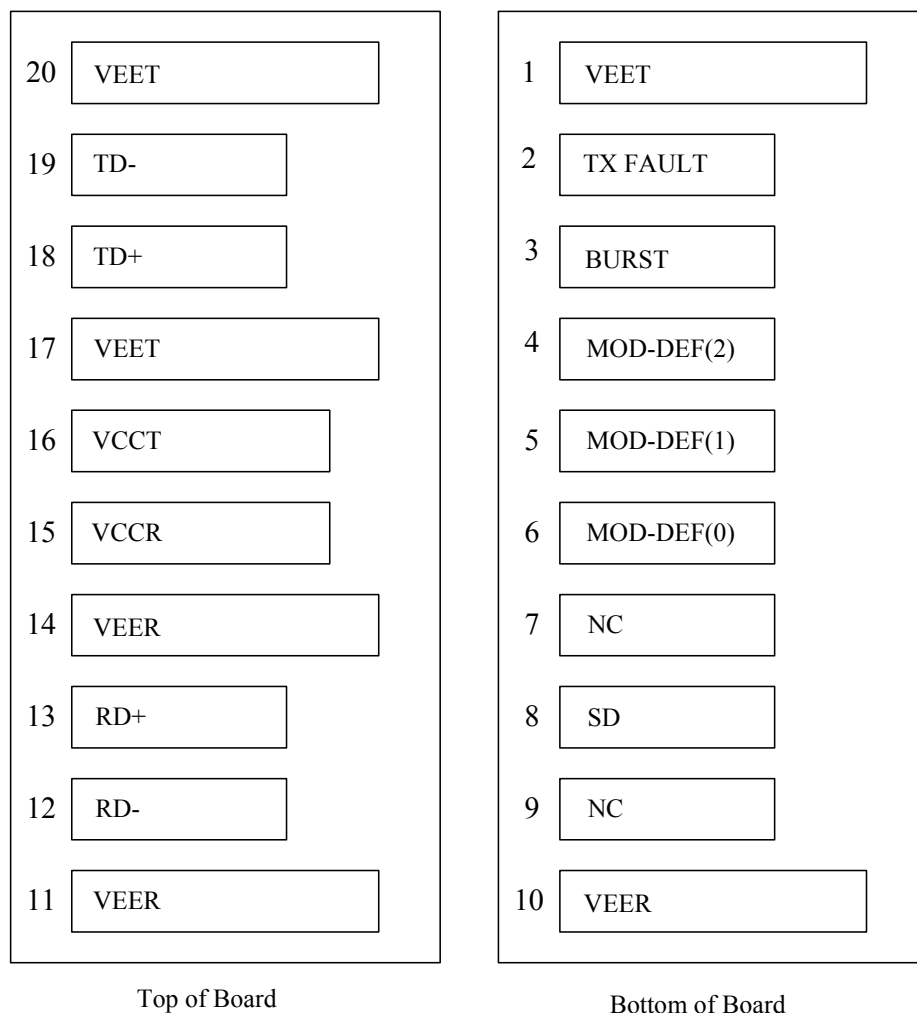 20 VEET
19 TD-
18 TD+
17 VEET
16 VCCT
15 VCCR
14 VEER
13 RD+
12 RD-
11 VEER
Top of Board
1 VEET
2 TX FAULT
3 BURST
4 MOD-DEF(2)
5 MOD-DEF(1)
6 MOD-DEF(0)
7 NC
8 SD
9 NC
10 VEER
Bottom of Board